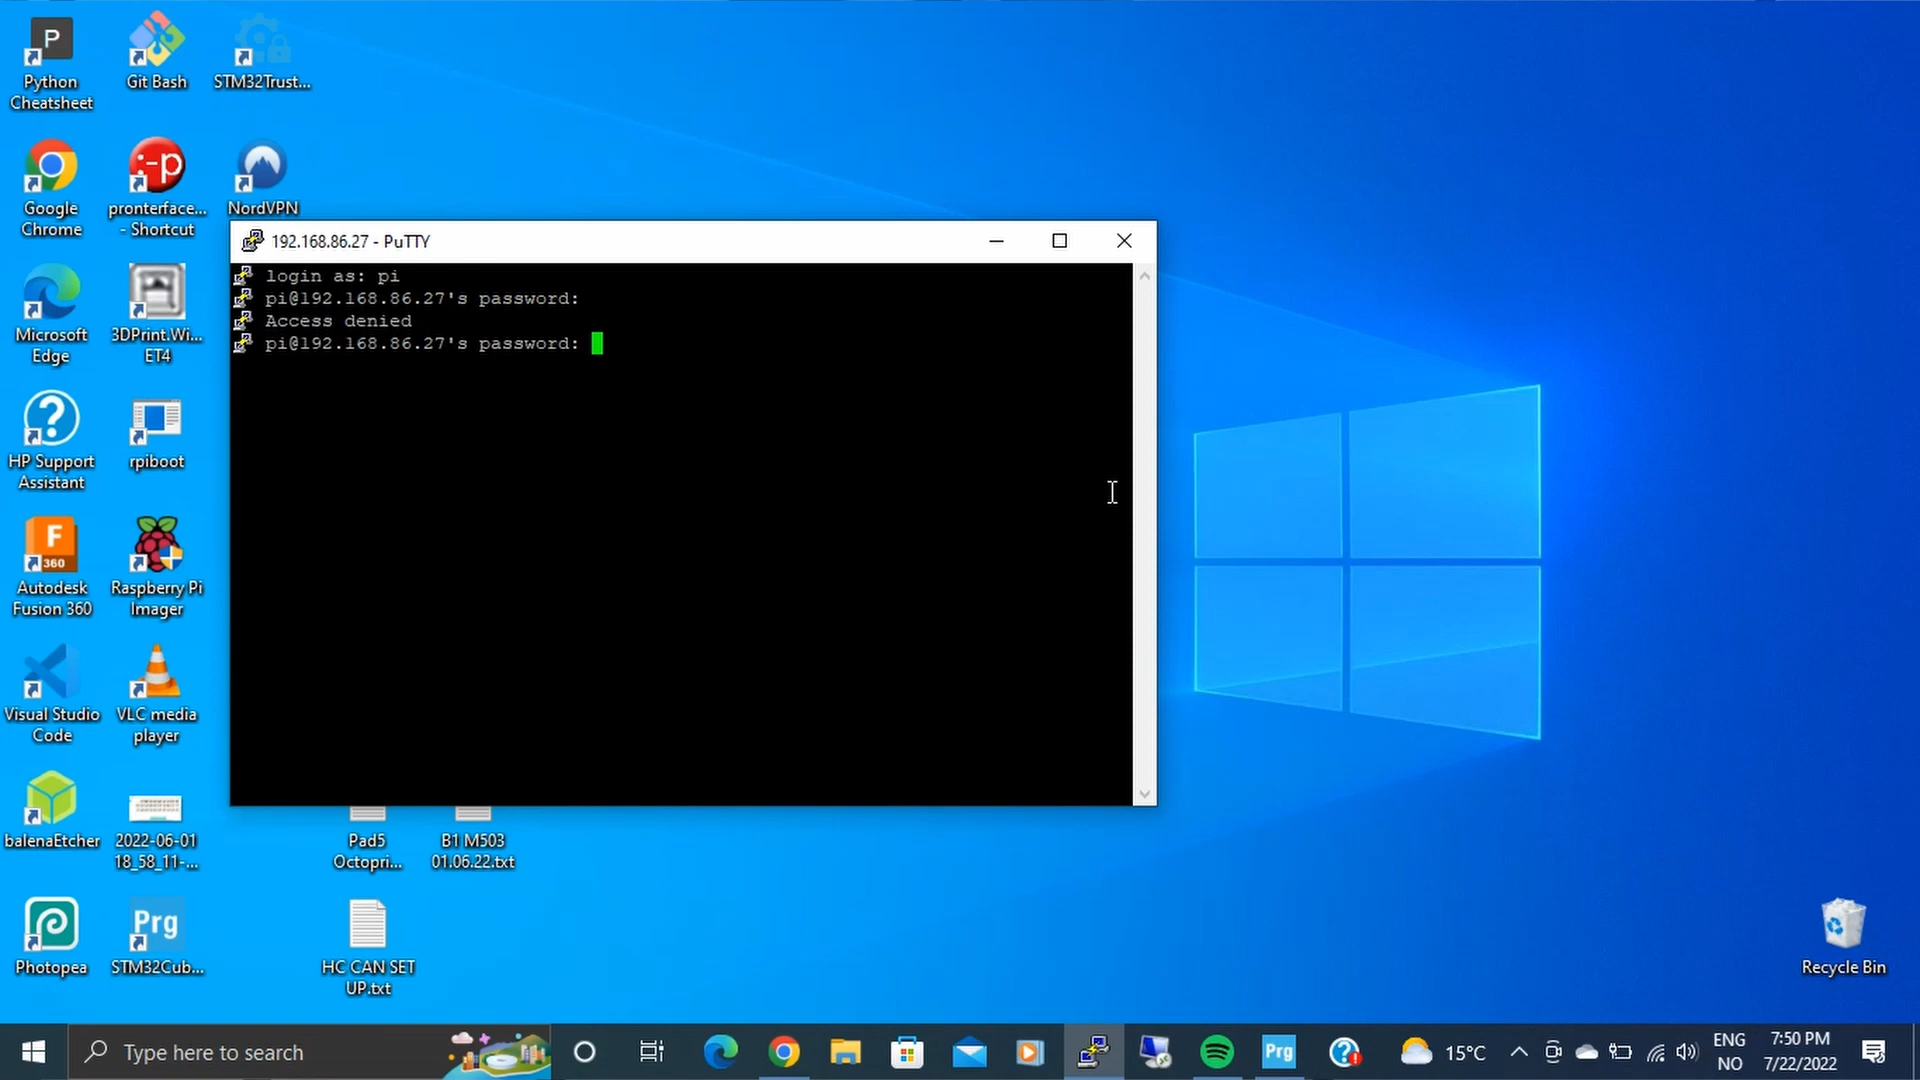 P
Python
Cheatsheet
Git Bash
STM32Trust...
Google
Chrome
:-p
pronterface...
- Shortcut
NordVPN
192.168.86.27 - PuTTY
login as: pi
pi@192.168.86.27's password:
Access denied
pi@192.168.86.27's password:
Microsoft
Edge
3DPrint.Wi...
ET4
HP Support
Assistant
rpiboot
F
360
Autodesk
Fusion 360
Raspberry Pi
Imager
Visual Studio
Code
VLC media
player
balenaEtcher
2022-06-01
18_58_11-...
Pad5
Octopri...
B1 M503
01.06.22.txt
Photopea
Prg
STM32Cub...
HC CAN SET
UP.txt
Recycle Bin
Type here to search
Prg
15°C
ENG
NO
7:50 PM
7/22/2022